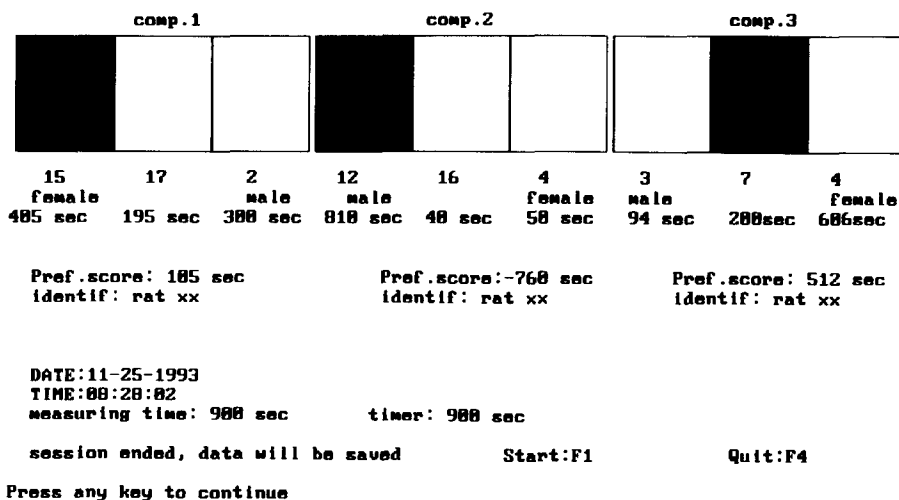 comp.1 comp.2 comp.3
15 17 2 12 16 4 3 7 4
female male male female male female
405 sec 195 sec 300 sec 810 sec 40 sec 50 sec 94 sec 200sec 606sec
Pref.score: 105 sec Pref.score:-760 sec Pref.score: 512 sec
identif: rat xx identif: rat xx identif: rat xx
DATE:11-25-1993
TIME:08:28:02
measuring time: 900 sec timer: 900 sec
session ended, data will be saved Start:F1 Quit:F4
Press any key to continue